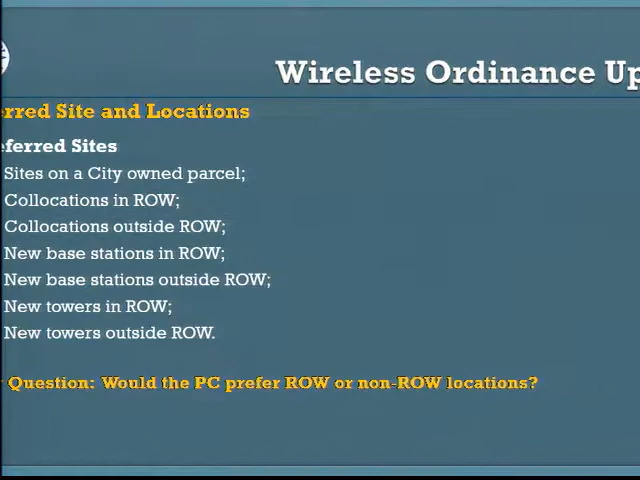 Wireless Ordinance Up
erred Site and Locations
eferred Sites
Sites on a City owned parcel;
Collocations in ROW;
Collocations outside ROW;
New base stations in ROW;
New base stations outside ROW;
New towers in ROW;
New towers outside ROW.
Question: Would the PC prefer ROW or non-ROW locations?